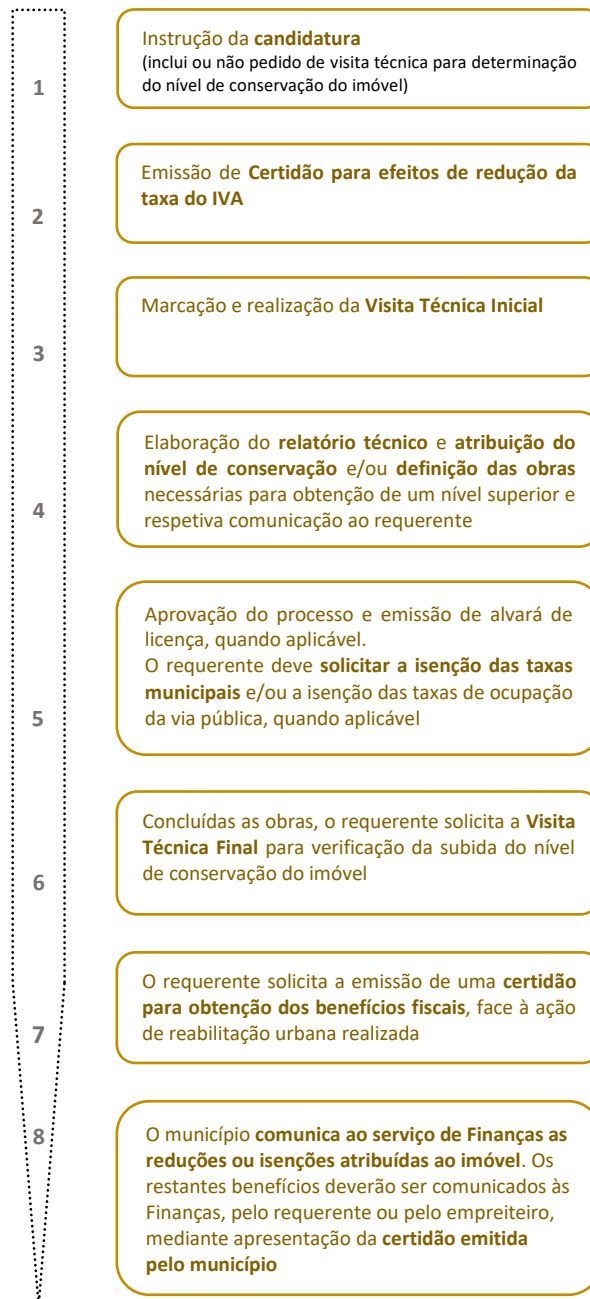 Instrução da candidatura
(inclui ou não pedido de visita técnica para determinação
do nível de conservação do imóvel)
1
Emissão de Certidão para efeitos de redução da
taxa do IVA
2
Marcação e realização da Visita Técnica Inicial
3
Elaboração do relatório técnico e atribuição do
nível de conservação e/ou definição das obras
necessárias para obtenção de um nível superior e
respetiva comunicação ao requerente
4
Aprovação do processo e emissão de alvará de
licença, quando aplicável.
O requerente deve solicitar a isenção das taxas
municipais e/ou a isenção das taxas de ocupação
da via pública, quando aplicável
5
Concluídas as obras, o requerente solicita a Visita
Técnica Final para verificação da subida do nível
de conservação do imóvel
6
O requerente solicita a emissão de uma certidão
para obtenção dos benefícios fiscais, face à ação
de reabilitação urbana realizada
7
8
O município comunica ao serviço de Finanças as
reduções ou isenções atribuídas ao imóvel. Os
restantes benefícios deverão ser comunicados às
Finanças, pelo requerente ou pelo empreiteiro,
mediante apresentação da certidão emitida
pelo município